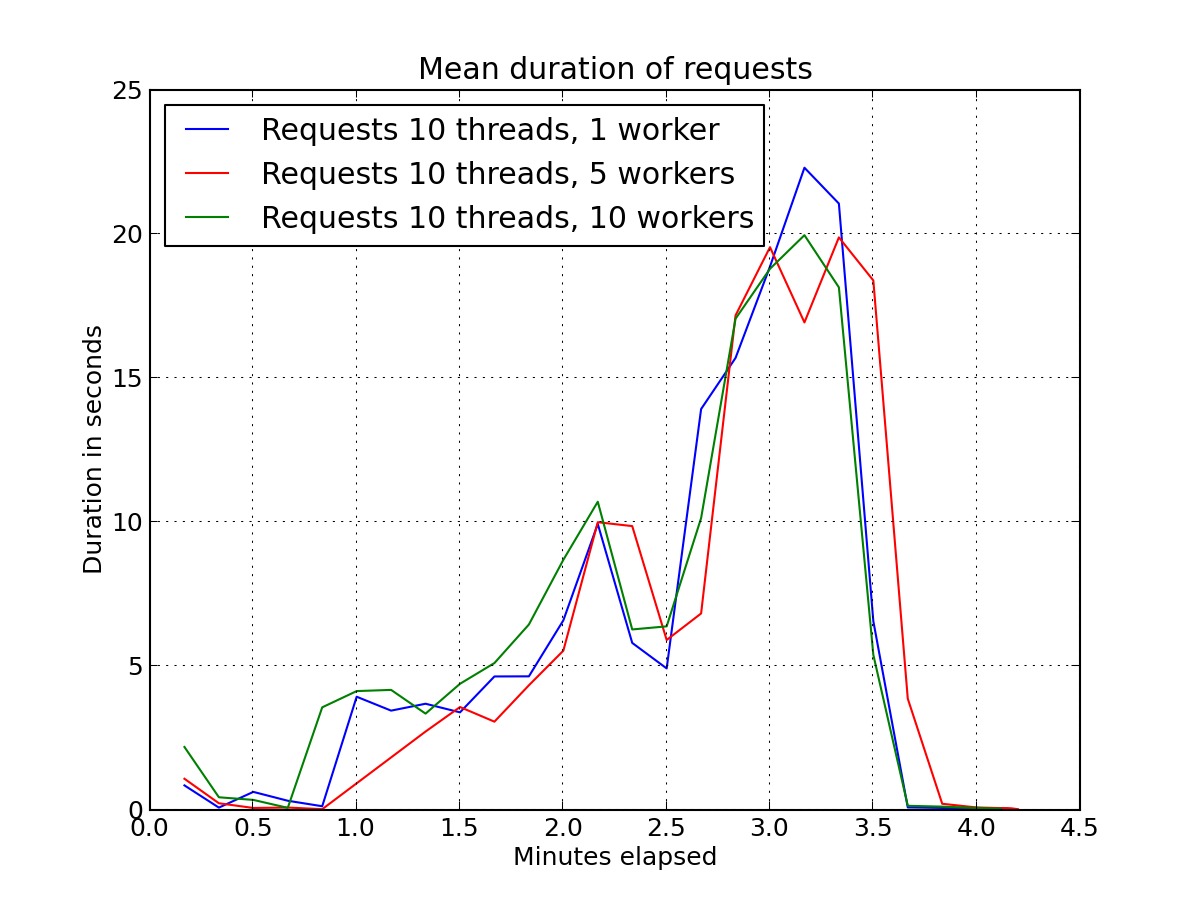 Mean duration of requests
25
Requests 10 threads, 1 worker
Requests 10 threads, 5 workers
Requests 10 threads, 10 workers
20
15
10
5
0
Duration in seconds
0.0 0.5 1.0 1.5 2.0 2.5 3.0 3.5 4.0 4.5
Minutes elapsed